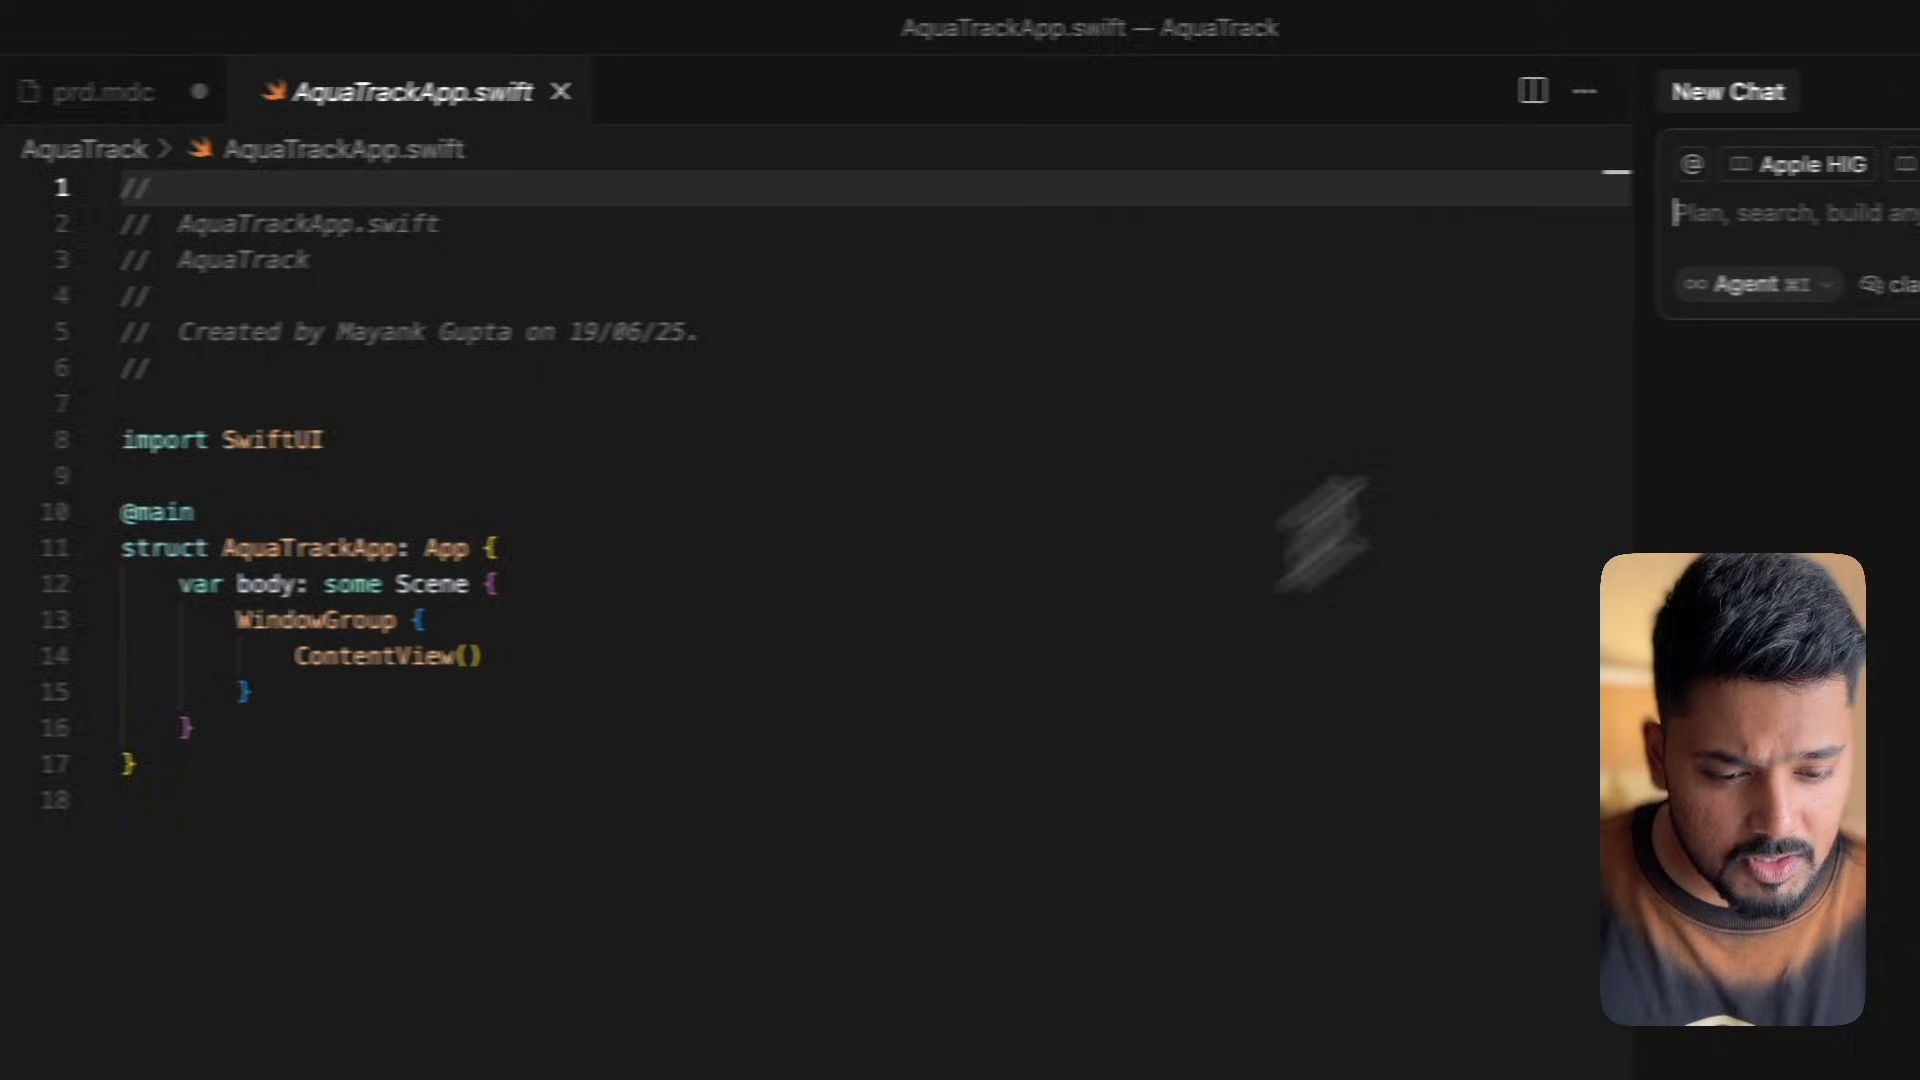 AquaTrackApp.swift — AquaTrack
prd.mdc
AquaTrackApp.swift
New Chat
AquaTrack > AquaTrackApp.swift
@ Apple HIG
Plan, search, build
Agent ⌘I
1 //
2 // AquaTrackApp.swift
3 // AquaTrack
4 //
5 // Created by Mayank Gupta on 19/06/25.
6 //
7
8 import SwiftUI
9
10 @main
11 struct AquaTrackApp: App {
12 var body: some Scene {
13 WindowGroup {
14 ContentView()
15 }
16 }
17 }
18